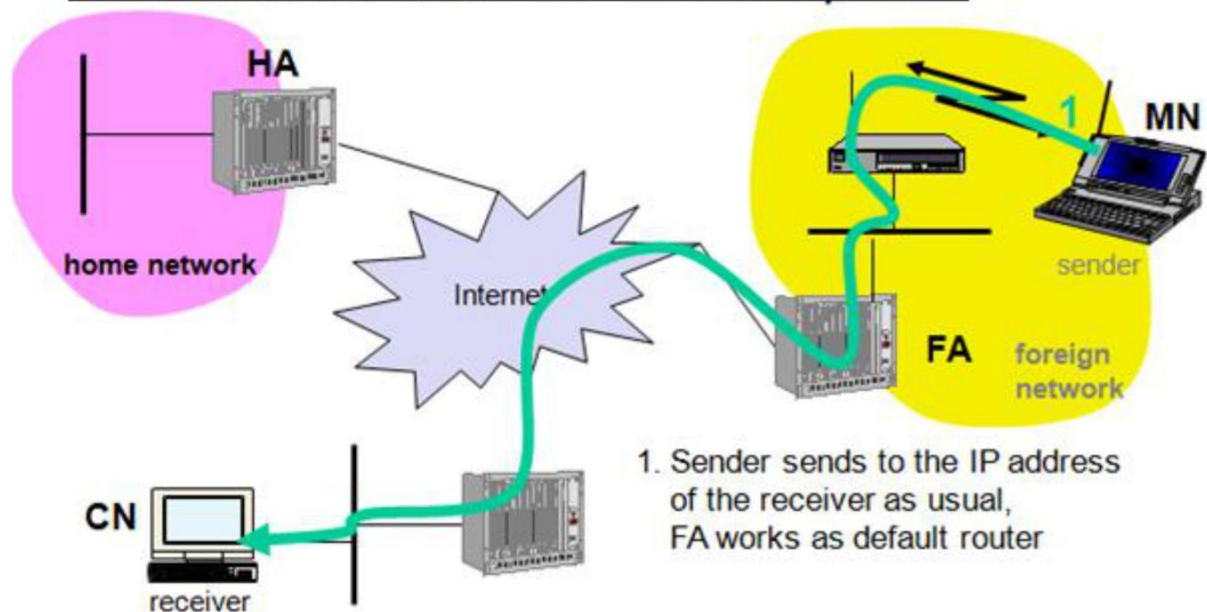 HA
1
MN
home network
sender
Internet
FA
foreign
network
1. Sender sends to the IP address
of the receiver as usual,
FA works as default router
CN
receiver